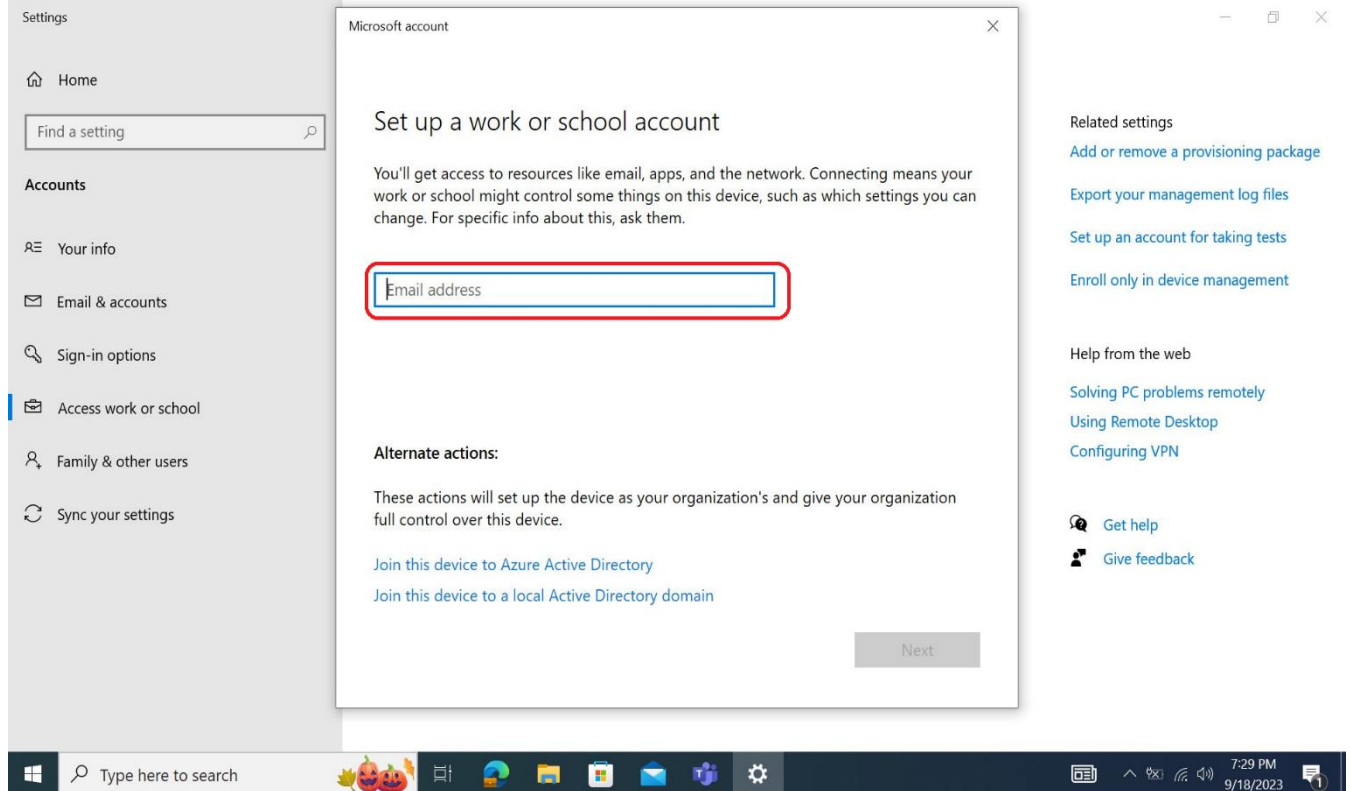 Settings
Home
Find a setting
Accounts
Your info
Email & accounts
Sign-in options
Access work or school
Family & other users
Sync your settings
Microsoft account
Set up a work or school account
You'll get access to resources like email, apps, and the network. Connecting means your
work or school might control some things on this device, such as which settings you can
change. For specific info about this, ask them.
Email address
Alternate actions:
These actions will set up the device as your organization's and give your organization
full control over this device.
Join this device to Azure Active Directory
Join this device to a local Active Directory domain
Next
Related settings
Add or remove a provisioning package
Export your management log files
Set up an account for taking tests
Enroll only in device management
Help from the web
Solving PC problems remotely
Using Remote Desktop
Configuring VPN
Get help
Give feedback
Type here to search
7:29 PM
9/18/2023
1